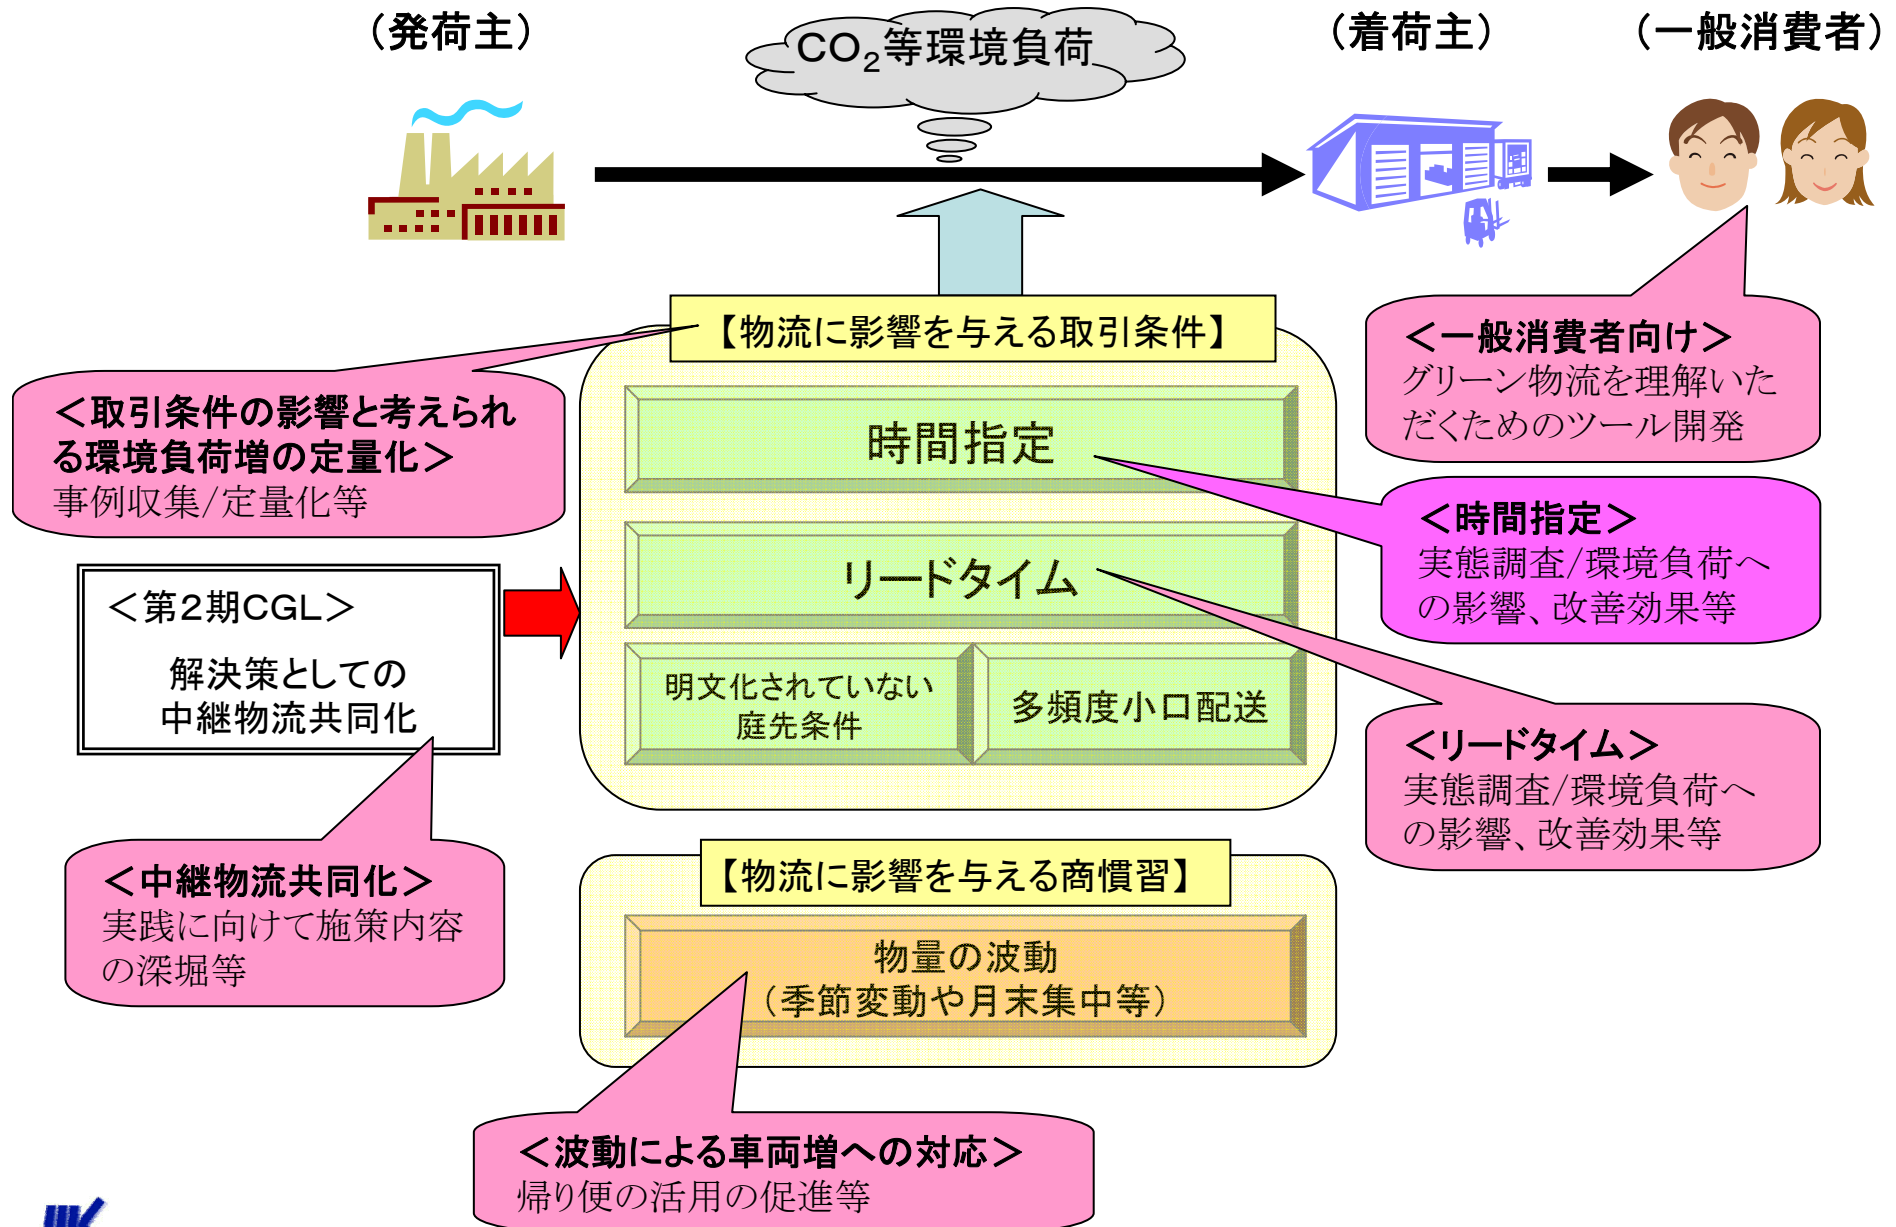 （発荷主）
CO2等環境負荷
（着荷主）
（一般消費者）
【物流に影響を与える取引条件】
＜一般消費者向け＞
グリーン物流を理解いた
だくためのツール開発
＜取引条件の影響と考えられ
る環境負荷増の定量化＞
事例収集/定量化等
時間指定
＜時間指定＞
実態調査/環境負荷へ
の影響、改善効果等
リードタイム
＜第２期CGL＞
解決策としての
中継物流共同化
明文化されていない
庭先条件
多頻度小口配送
＜リードタイム＞
実態調査/環境負荷へ
の影響、改善効果等
＜中継物流共同化＞
実践に向けて施策内容
の深堀等
【物流に影響を与える商慣習】
物量の波動
（季節変動や月末集中等）
＜波動による車両増への対応＞
帰り便の活用の促進等